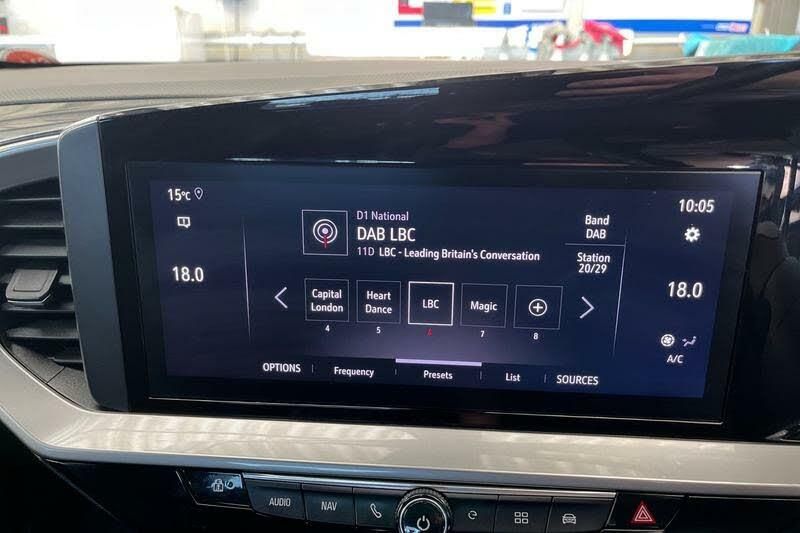 15°C
10:05
D1 National
DAB LBC
11D LBC - Leading Britain's Conversation
Band
DAB
Station
20/29
18.0
18.0
Capital
London
Heart
Dance
LBC
Magic
4
5
6
7
8
A/C
OPTIONS
Frequency
Presets
List
SOURCES
AUDIO
NAV